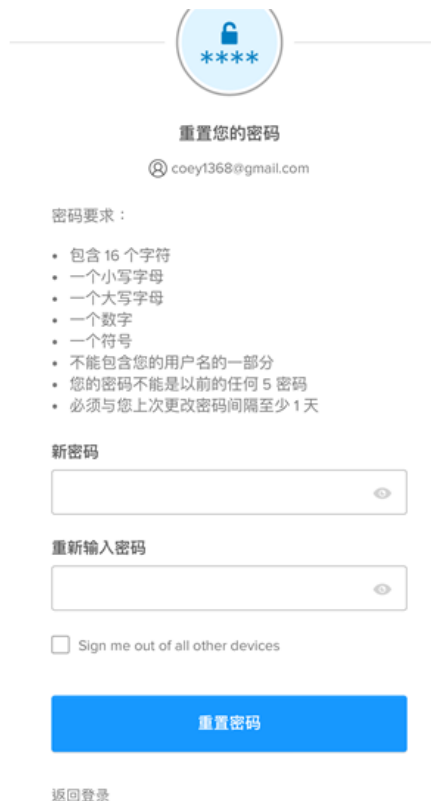 ****
重置您的密码
coey1368@gmail.com
密码要求：
• 包含 16 个字符
• 一个小写字母
• 一个大写字母
• 一个数字
• 一个符号
• 不能包含您的用户名的一部分
• 您的密码不能是以前的任何 5 密码
• 必须与您上次更改密码间隔至少 1 天
新密码
重新输入密码
Sign me out of all other devices
重置密码
返回登录